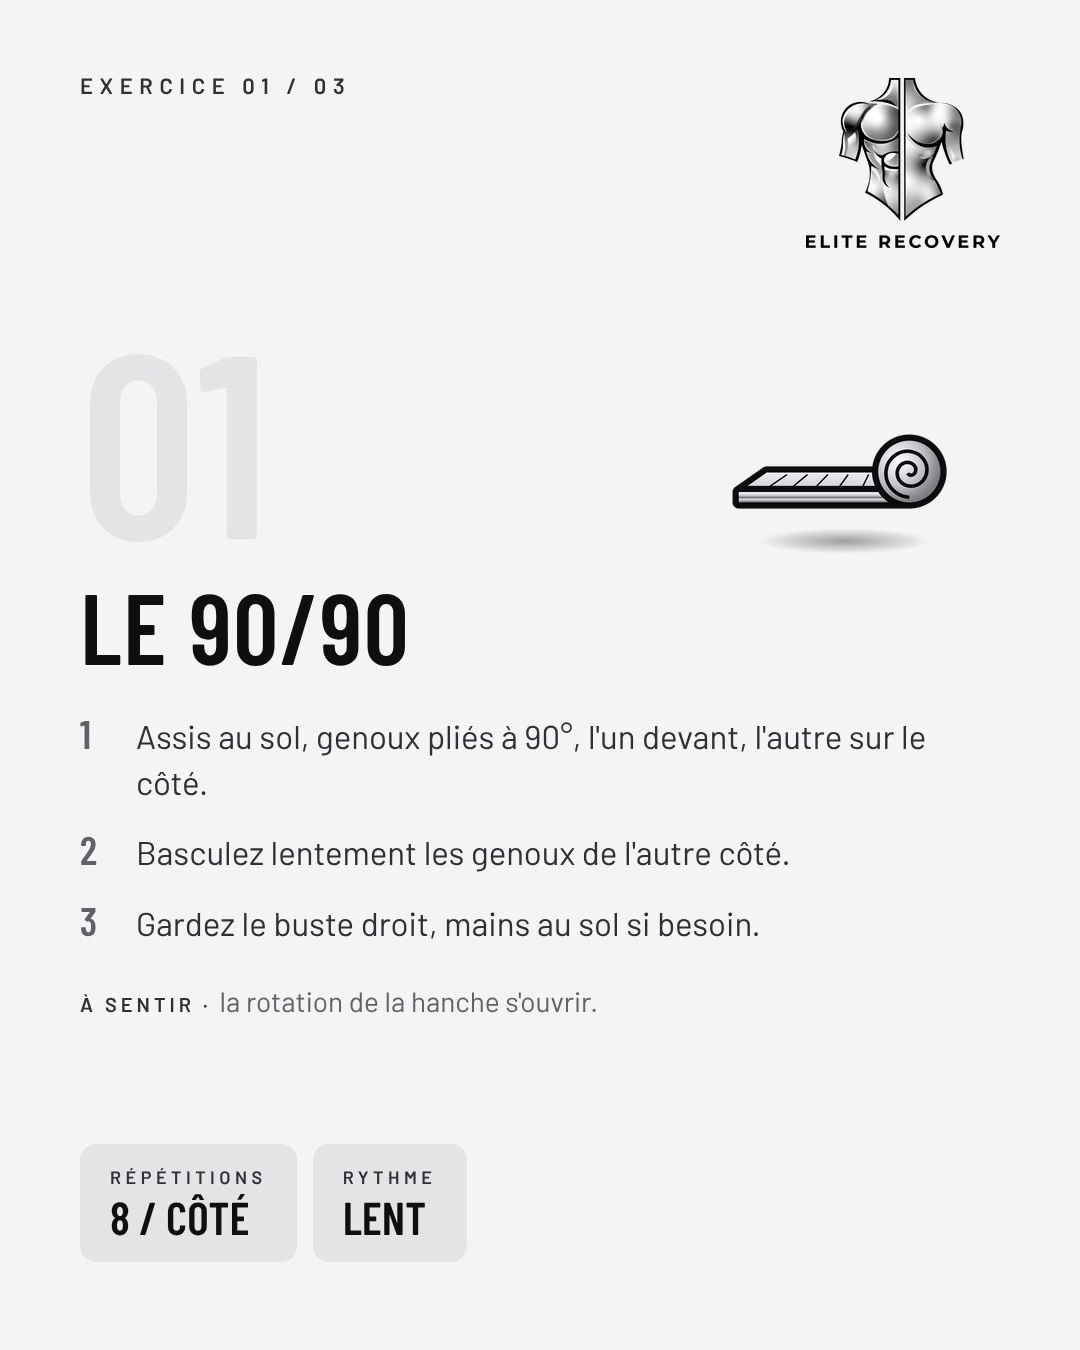 EXERCICE 01 / 03
ELITE RECOVERY
01
LE 90/90
1 Assis au sol, genoux pliés à 90°, l'un devant, l'autre sur le
côté.
2 Basculez lentement les genoux de l'autre côté.
3 Gardez le buste droit, mains au sol si besoin.
À SENTIR · la rotation de la hanche s'ouvrir.
RÉPÉTITIONS
8 / CÔTÉ
RYTHME
LENT